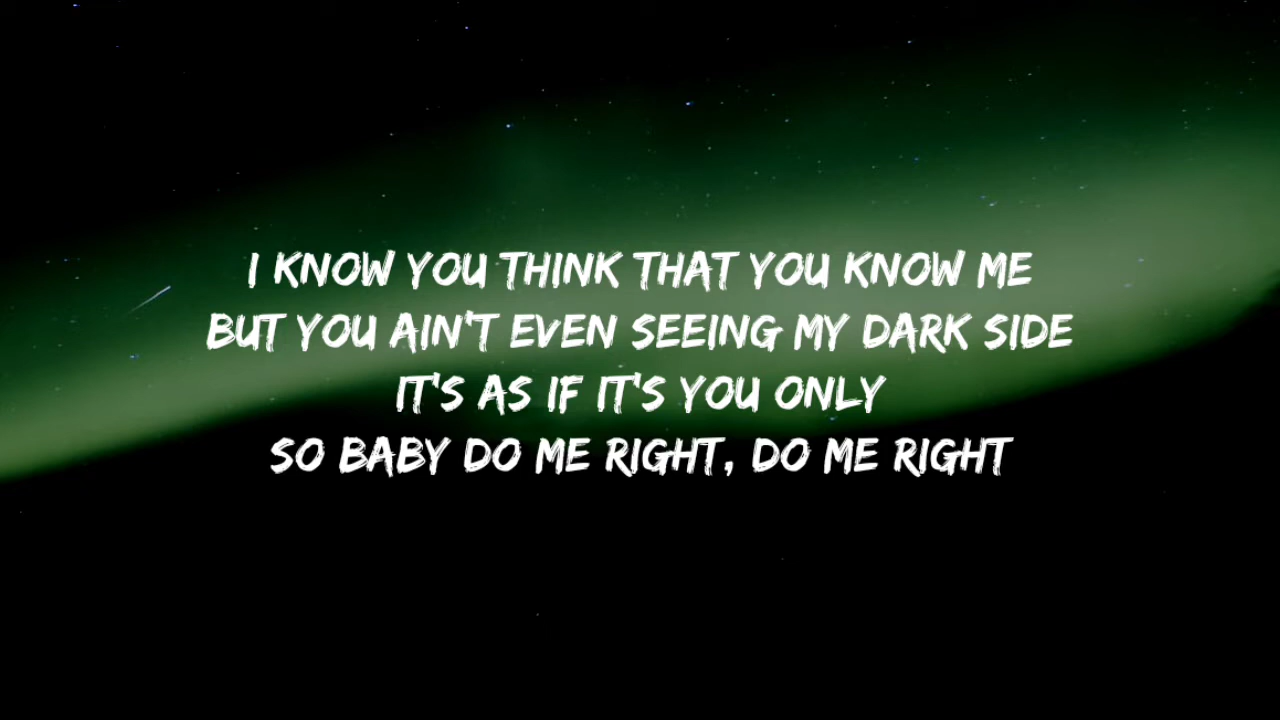 I KNOW YOU THINK THAT YOU KNOW ME
BUT YOU AIN'T EVEN SEEING MY DARK SIDE
IT'S AS IF IT'S YOU ONLY
SO BABY DO ME RIGHT, DO ME RIGHT